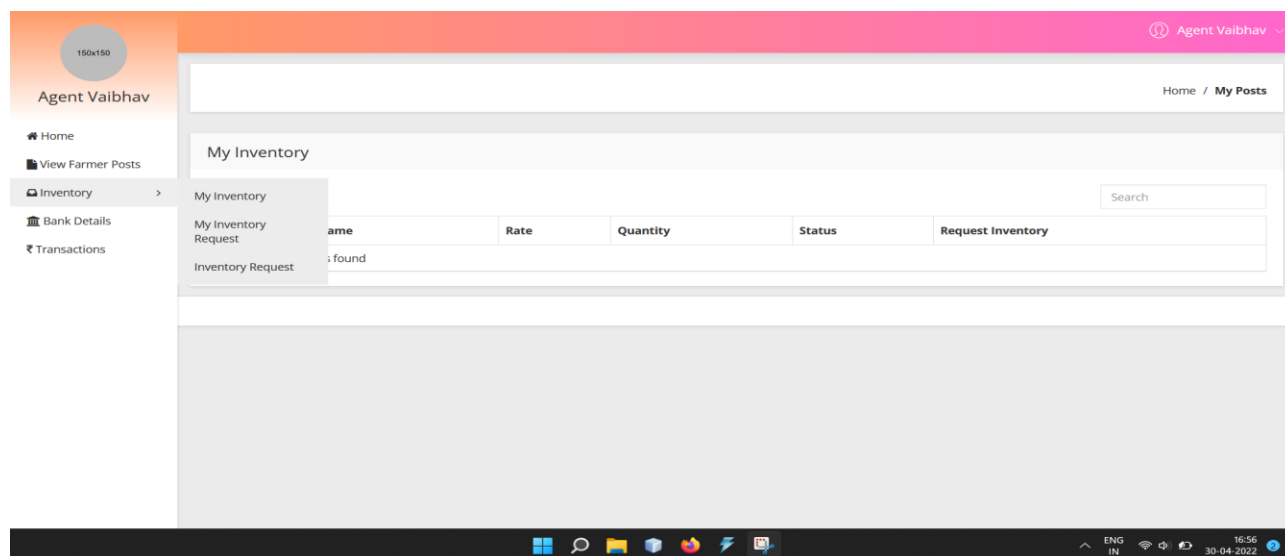 150x150
Agent Vaibhav
Agent Vaibhav
Home / My Posts
Home
View Farmer Posts
Inventory >
Bank Details
₹ Transactions
My Inventory
My Inventory
My Inventory
Request
Inventory Request
Search
ame Rate Quantity Status Request Inventory
found
ENG
IN
16:56
30-04-2022
2